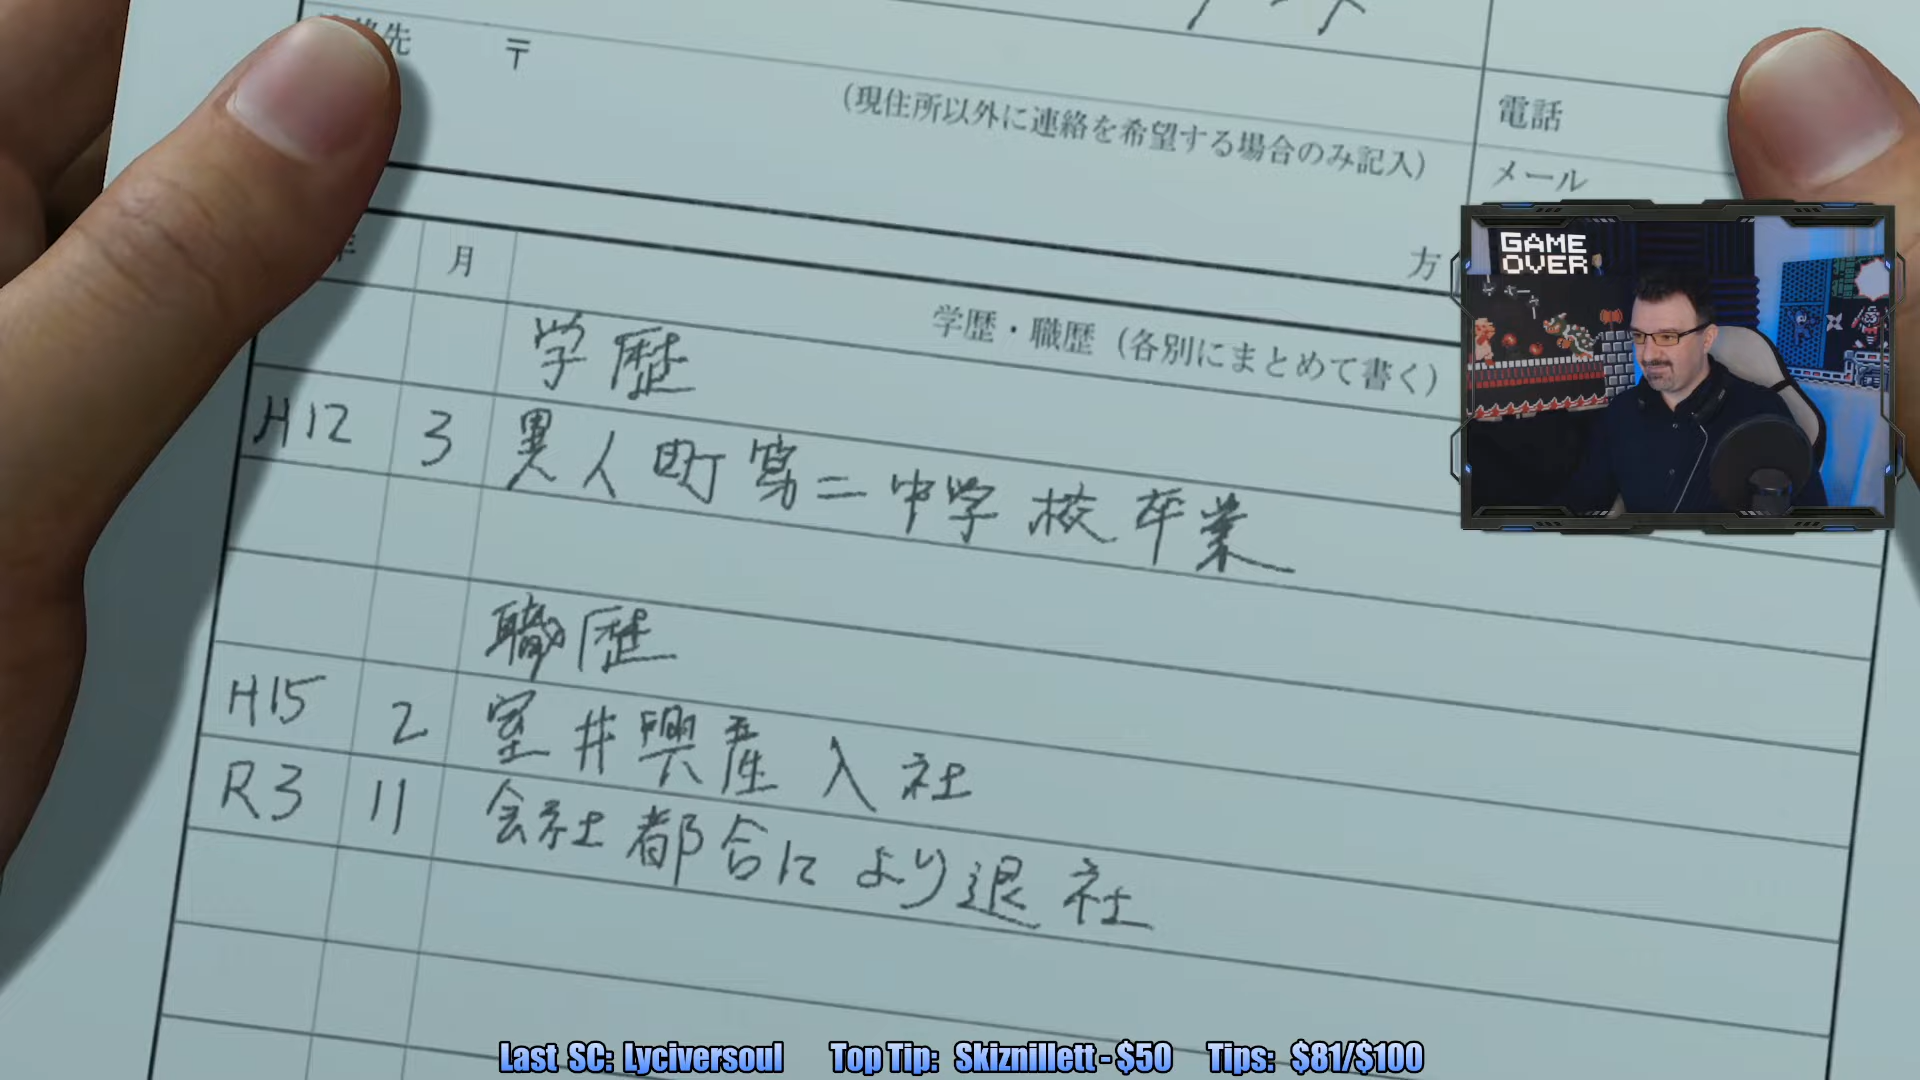 先 〒
(現住所以外に連絡を希望する場合のみ記入)
電話
メール
方
年 月 学歴・職歴(各別にまとめて書く)
学歴
H12 3 異人町第二中学校卒業
職歴
H15 2 室井興産入社
R3 11 会社都合により退社
GAME
OVER
Last SC: Lyciversoul Top Tip: Skiznillett - $50 Tips: $81/$100